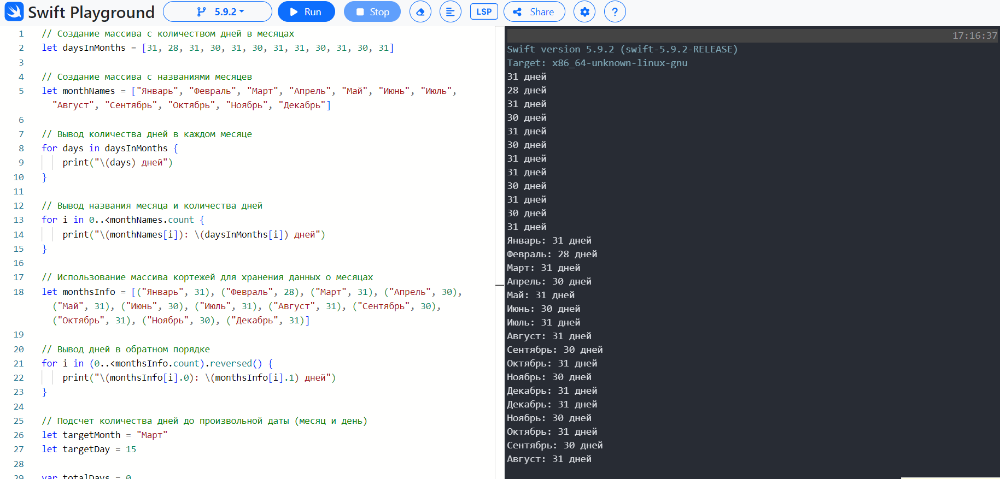 Swift Playground 5.9.2 Run Stop LSP Share ?
1 // Создание массива с количеством дней в месяцах
2 let daysInMonths = [31, 28, 31, 30, 31, 30, 31, 31, 30, 31, 30, 31]
3
4 // Создание массива с названиями месяцев
5 let monthNames = ["Январь", "Февраль", "Март", "Апрель", "Май", "Июнь", "Июль",
"Август", "Сентябрь", "Октябрь", "Ноябрь", "Декабрь"]
6
7 // Вывод количества дней в каждом месяце
8 for days in daysInMonths {
9 print("\(days) дней")
10 }
11
12 // Вывод названия месяца и количества дней
13 for i in 0..<monthNames.count {
14 print("\(monthNames[i]): \(daysInMonths[i]) дней")
15 }
16
17 // Использование массива кортежей для хранения данных о месяцах
18 let monthsInfo = [("Январь", 31), ("Февраль", 28), ("Март", 31), ("Апрель", 30),
("Май", 31), ("Июнь", 30), ("Июль", 31), ("Август", 31), ("Сентябрь", 30),
("Октябрь", 31), ("Ноябрь", 30), ("Декабрь", 31)]
19
20 // Вывод дней в обратном порядке
21 for i in (0..<monthsInfo.count).reversed() {
22 print("\(monthsInfo[i].0): \(monthsInfo[i].1) дней")
23 }
24
25 // Подсчет количества дней до произвольной даты (месяц и день)
26 let targetMonth = "Март"
27 let targetDay = 15
28
29 var totalDays = 0
17:16:37
Swift version 5.9.2 (swift-5.9.2-RELEASE)
Target: x86_64-unknown-linux-gnu
31 дней
28 дней
31 дней
30 дней
31 дней
30 дней
31 дней
31 дней
30 дней
31 дней
30 дней
31 дней
Январь: 31 дней
Февраль: 28 дней
Март: 31 дней
Апрель: 30 дней
Май: 31 дней
Июнь: 30 дней
Июль: 31 дней
Август: 31 дней
Сентябрь: 30 дней
Октябрь: 31 дней
Ноябрь: 30 дней
Декабрь: 31 дней
Декабрь: 31 дней
Ноябрь: 30 дней
Октябрь: 31 дней
Сентябрь: 30 дней
Август: 31 дней